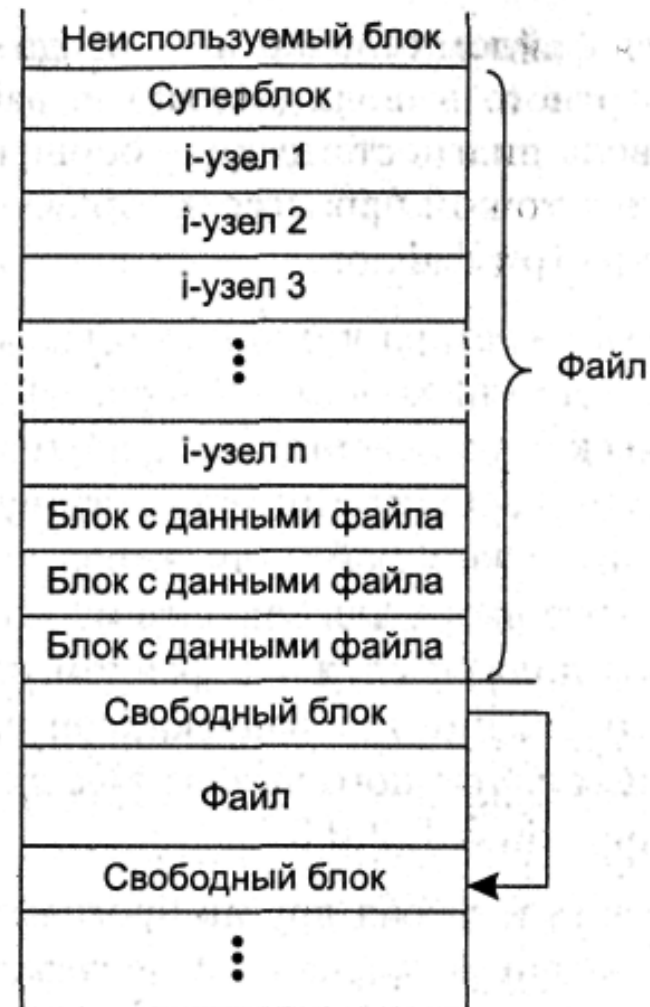 Неиспользуемый блок
Суперблок
i-узел 1
i-узел 2
i-узел 3
Файл
i-узел n
Блок с данными файла
Блок с данными файла
Блок с данными файла
Свободный блок
Файл
Свободный блок